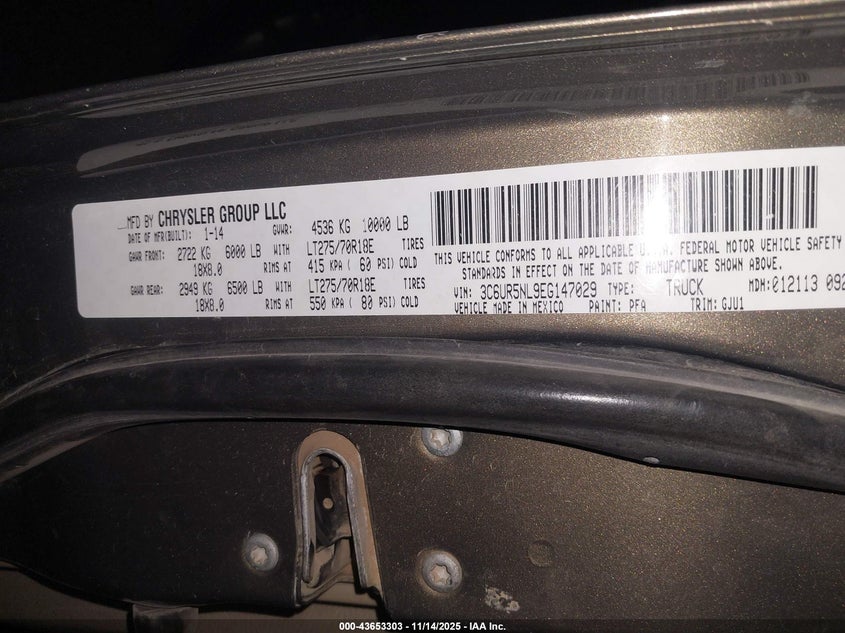 MFD BY CHRYSLER GROUP LLC
DATE OF MFR(BUILT): 1-14 GVWR: 4536 KG 10000 LB
GAWR FRONT: 2722 KG 6000 LB WITH LT275/70R18E TIRES
18X8.0 RIMS AT 415 KPA ( 60 PSI) COLD
GAWR REAR: 2949 KG 6500 LB WITH LT275/70R18E TIRES
18X8.0 RIMS AT 550 KPA ( 80 PSI) COLD
THIS VEHICLE CONFORMS TO ALL APPLICABLE FEDERAL MOTOR VEHICLE SAFETY
STANDARDS IN EFFECT ON THE DATE OF MANUFACTURE SHOWN ABOVE.
VIN: 3C6UR5NL9EG147029 TYPE: TRUCK MDH:012113 092
VEHICLE MADE IN MEXICO PAINT: PFA TRIM: GJU1
000-43653303 - 11/14/2025 - IAA Inc.